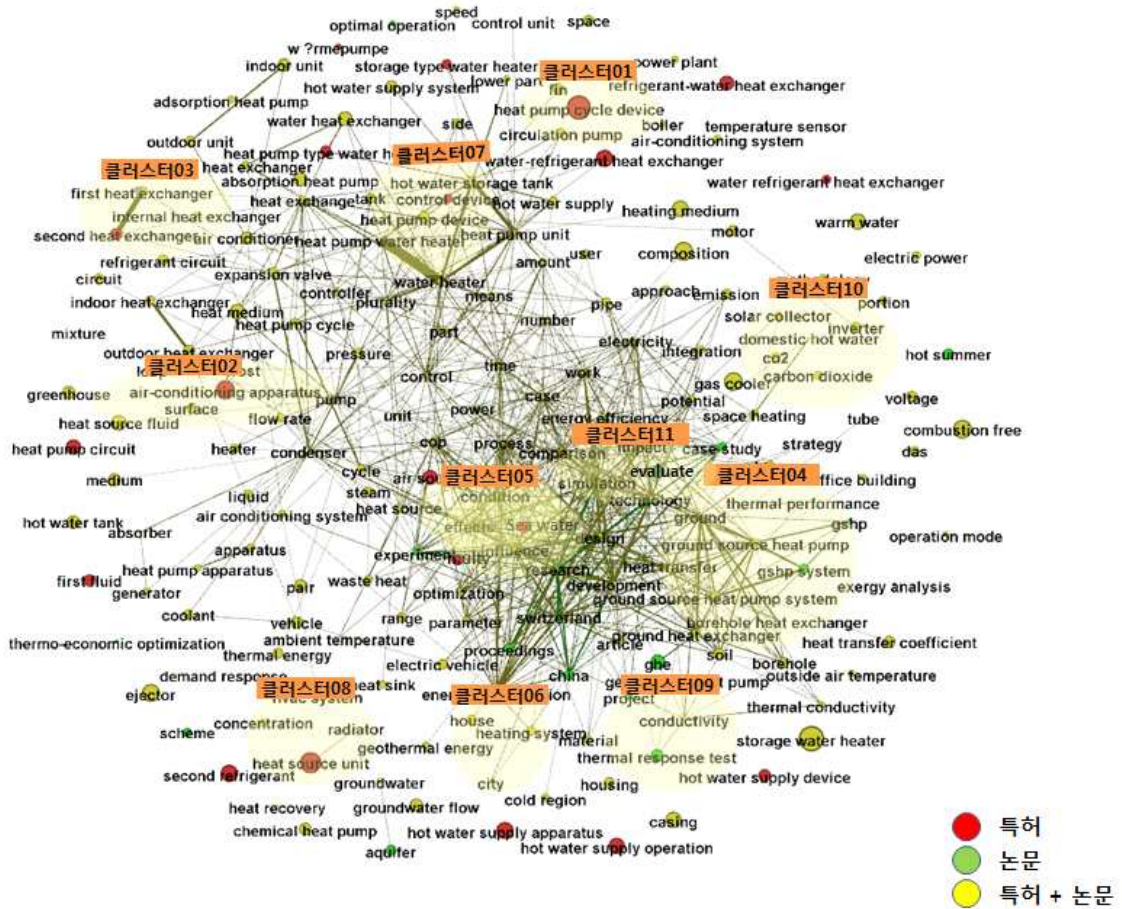 speed
optimal operation
control unit
space
w ?rmepumpe
indoor unit
storage type water heater
lower part
클러스터01
power plant
hot water supply system
fin
refrigerant-water heat exchanger
adsorption heat pump
heat pump cycle device
water heat exchanger
side
circulation pump
boiler
temperature sensor
outdoor unit
air-conditioning system
heat pump type water h
클러스터07
water-refrigerant heat exchanger
클러스터03
heat exchanger
absorption heat pump
hot water storage tank
water refrigerant heat exchanger
first heat exchanger
heat exchange
tank
control device
hot water supply
internal heat exchanger
heat pump device
heating medium
warm water
second heat exchanger
air conditioner
heat pump water heater
heat pump unit
motor
refrigerant circuit
amount
user
composition
electric power
circuit
expansion valve
water heater
controller
means
approach
emission
클러스터10
portion
indoor heat exchanger
heat medium
plurality
pipe
solar collector
mixture
heat pump cycle
part
number
inverter
electricity
domestic hot water
outdoor heat exchanger
pressure
integration
co2
hot summer
클러스터02
time
control
work
gas cooler
carbon dioxide
greenhouse
air-conditioning apparatus
pump
case
potential
voltage
surface
unit
power
energy efficiency
space heating
tube
heat source fluid
flow rate
클러스터11
combustion free
heat pump circuit
heater
condenser
cop
process
comparison
impact
case study
strategy
das
클러스터05
evaluate
클러스터04
ffice building
medium
cycle
air sou
simulation
steam
condition
technology
thermal performance
liquid
heat source
hot water tank
air conditioning system
effect
Sea water
ground
gshp
absorber
design
operation mode
apparatus
experiment
influence
ground source heat pump
heat pump apparatus
research
heat transfer
gshp system
first fluid
generator
pair
waste heat
development
exergy analysis
optimization
ground source heat pump system
coolant
vehicle
range
parameter
switzerland
borehole heat exchanger
thermo-economic optimization
ambient temperature
ground heat exchanger
heat transfer coefficient
thermal energy
proceedings
article
soil
electric vehicle
ghe
borehole
demand response
china
outside air temperature
클러스터08
heat sink
클러스터06
클러스터09
t pump
ejector
hvac system
project
thermal conductivity
concentration
house
conductivity
scheme
radiator
heating system
material
storage water heater
geothermal energy
heat source unit
thermal response test
second refrigerant
city
housing
hot water supply device
groundwater
cold region
heat recovery
groundwater flow
casing
chemical heat pump
hot water supply apparatus
aquifer
hot water supply operation
특허
논문
특허 + 논문